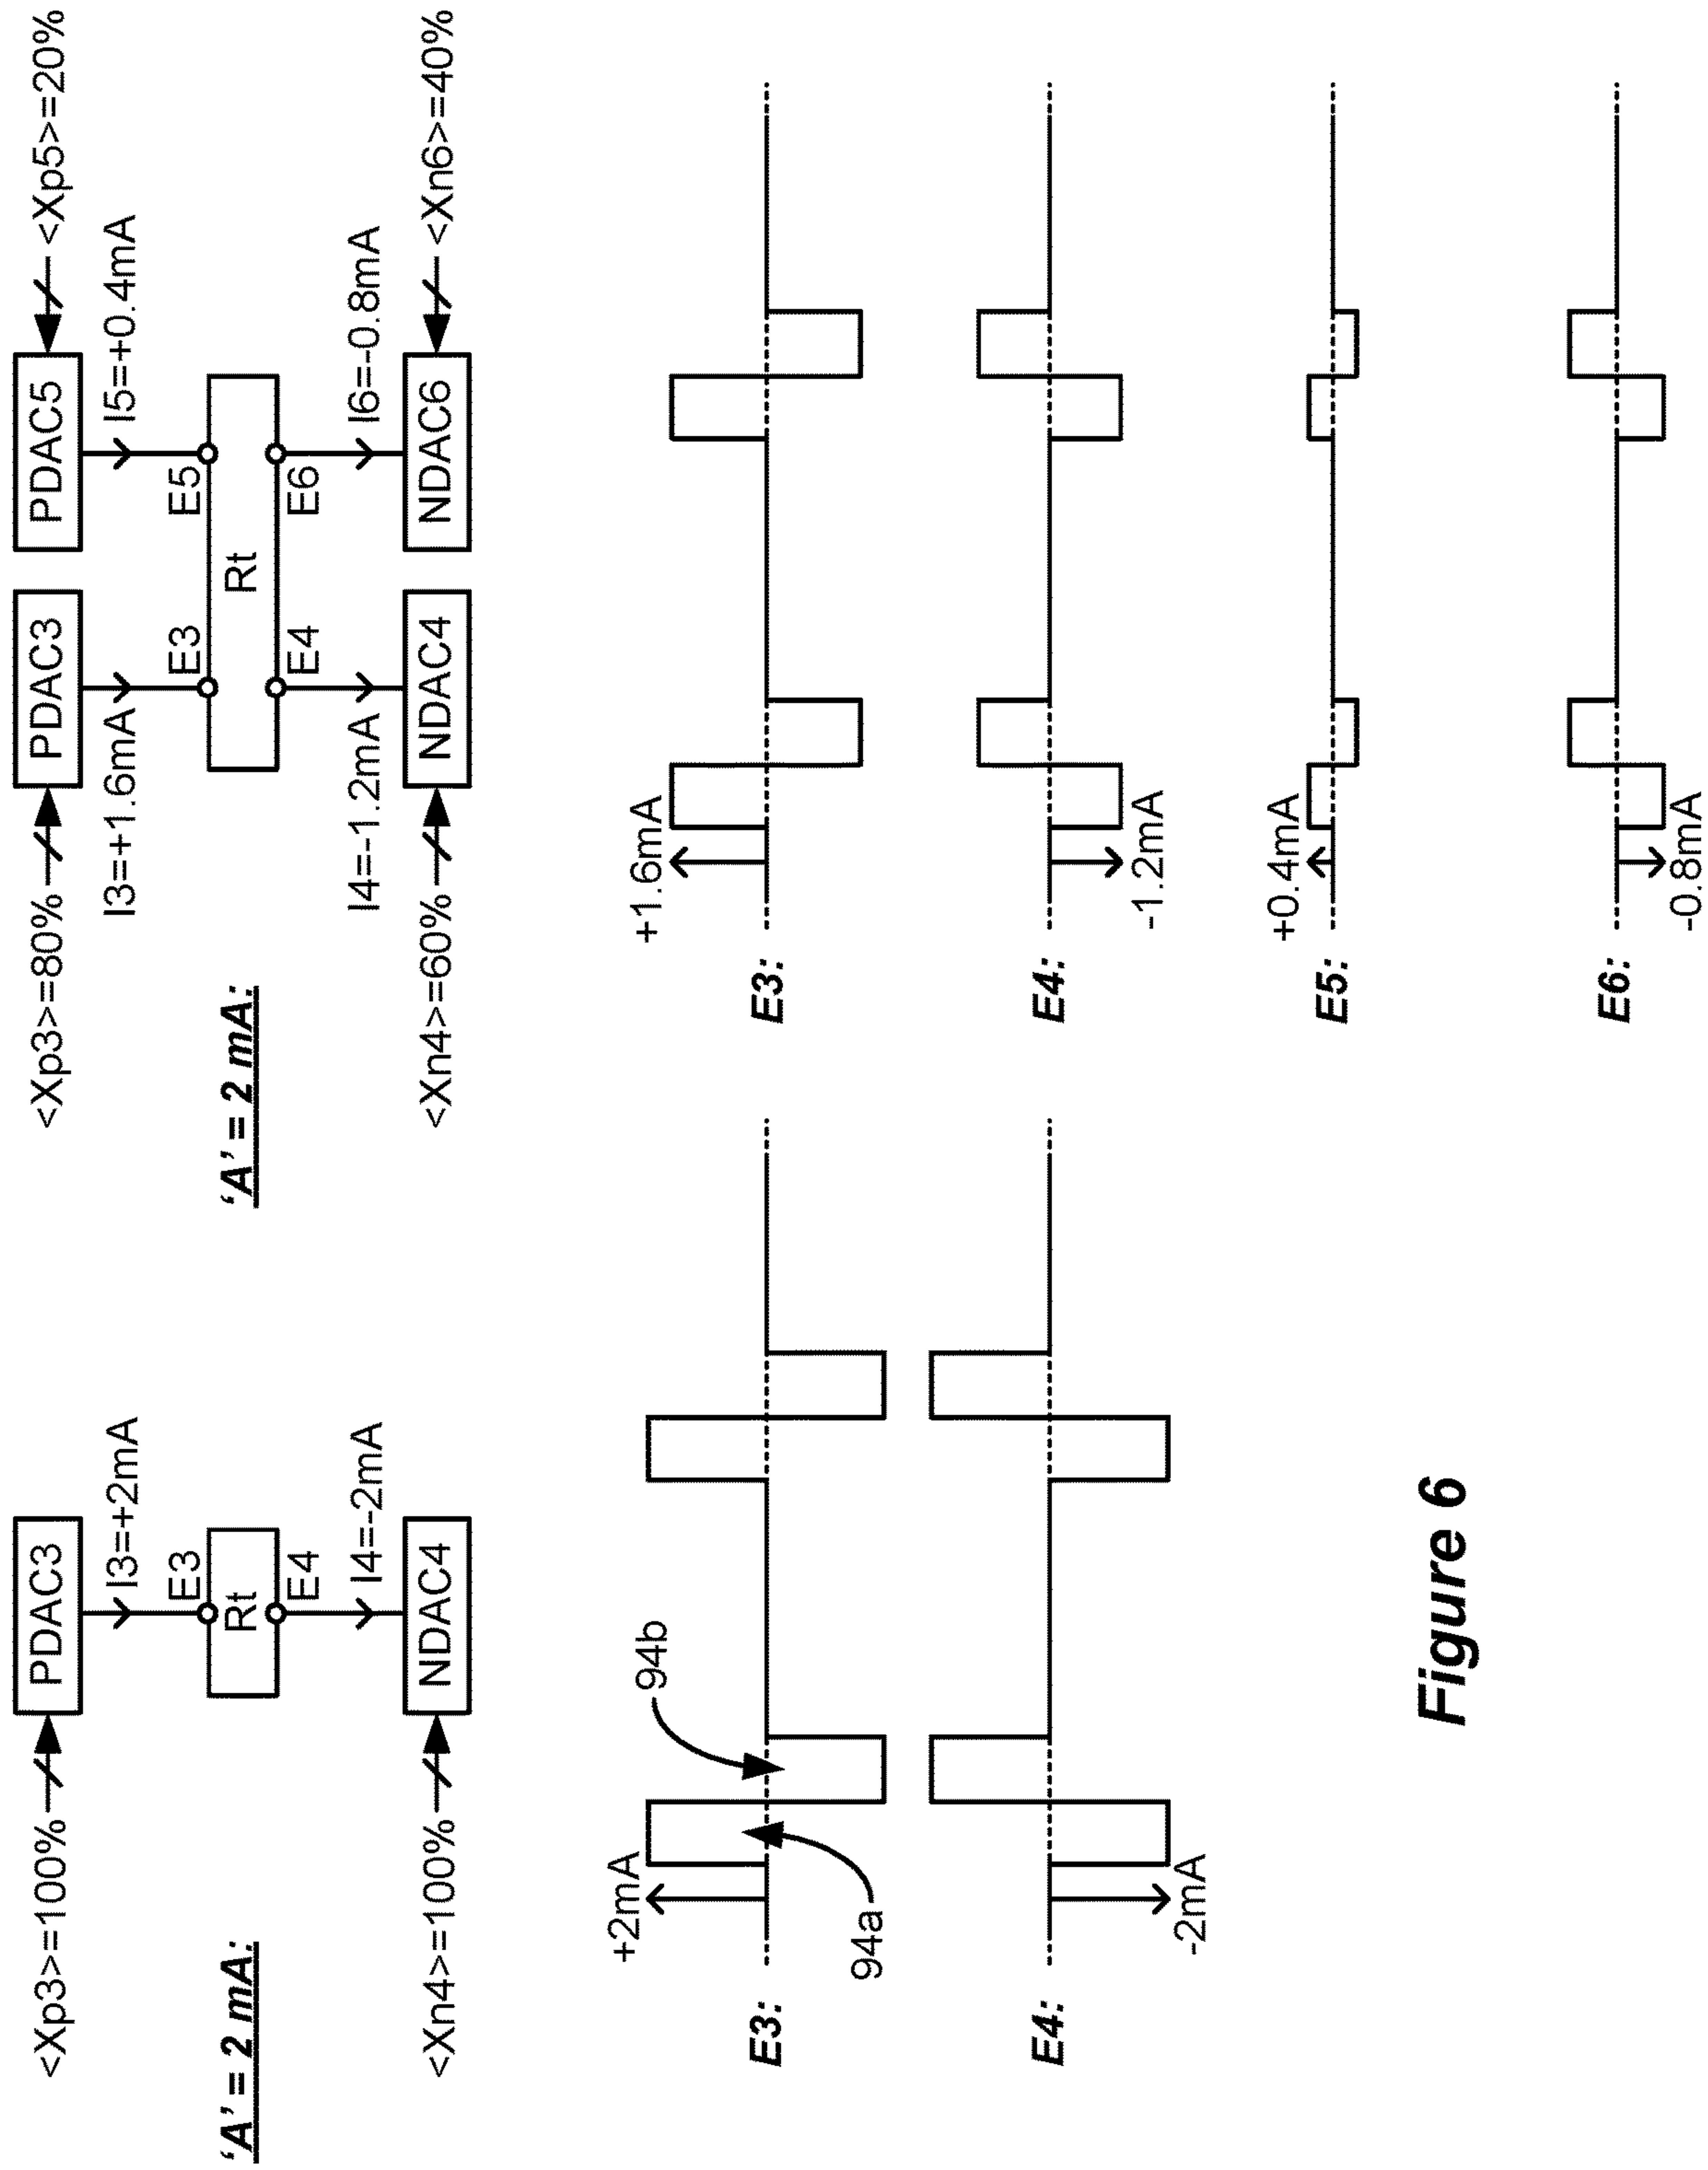 <Xp3>=100%
PDAC3
I3=+2mA
'A' = 2 mA:
E3
Rt
E4
I4=-2mA
<Xn4>=100%
NDAC4
+2mA
94a
94b
E3:
E4:
-2mA
<Xp3>=80%
PDAC3
PDAC5
<Xp5>=20%
I3=+1.6mA
I5=+0.4mA
'A' = 2 mA:
E3
E5
Rt
E4
E6
I4=-1.2mA
I6=-0.8mA
<Xn4>=60%
NDAC4
NDAC6
<Xn6>=40%
+1.6mA
E3:
E4:
-1.2mA
+0.4mA
E5:
E6:
-0.8mA
Figure 6